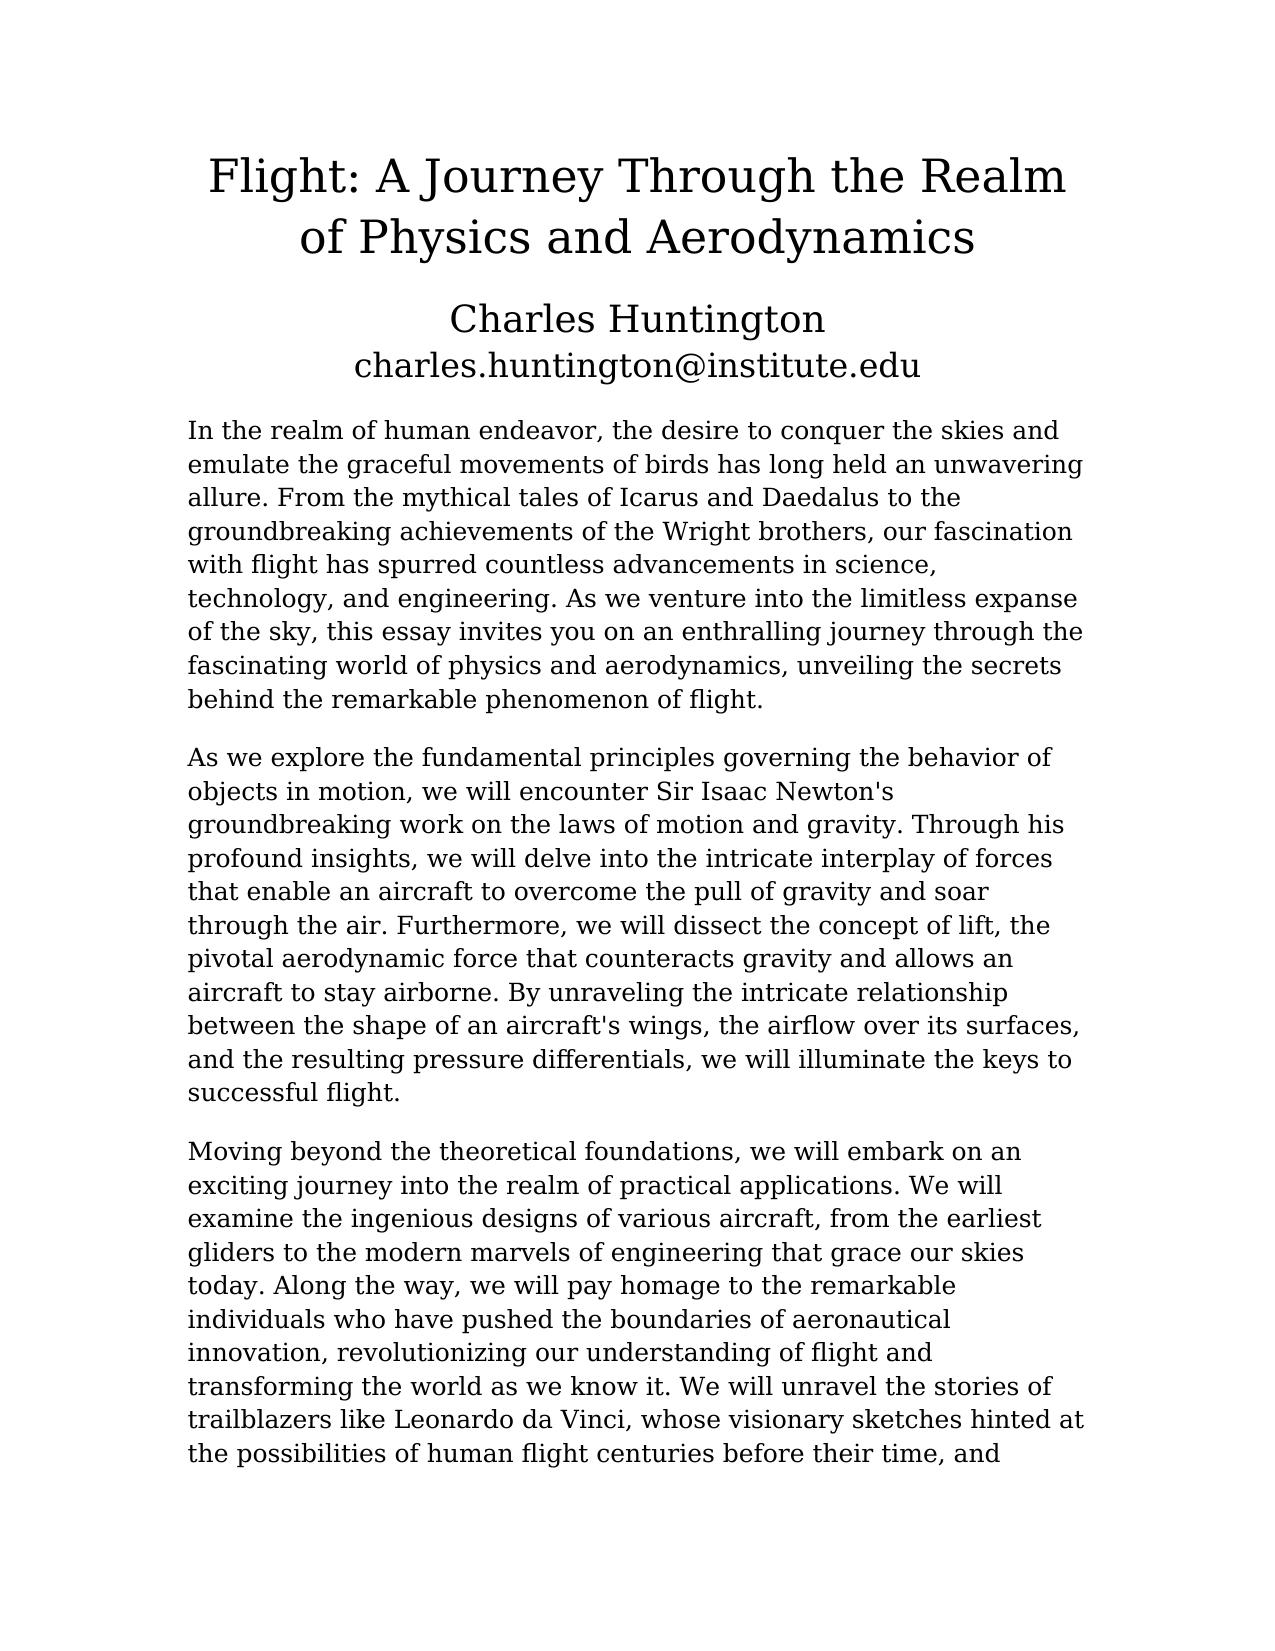 Flight: A Journey Through the Realm
of Physics and Aerodynamics
Charles Huntington
charles.huntington@institute.edu
In the realm of human endeavor, the desire to conquer the skies and
emulate the graceful movements of birds has long held an unwavering
allure. From the mythical tales of Icarus and Daedalus to the
groundbreaking achievements of the Wright brothers, our fascination
with flight has spurred countless advancements in science,
technology, and engineering. As we venture into the limitless expanse
of the sky, this essay invites you on an enthralling journey through the
fascinating world of physics and aerodynamics, unveiling the secrets
behind the remarkable phenomenon of flight.
As we explore the fundamental principles governing the behavior of
objects in motion, we will encounter Sir Isaac Newton's
groundbreaking work on the laws of motion and gravity. Through his
profound insights, we will delve into the intricate interplay of forces
that enable an aircraft to overcome the pull of gravity and soar
through the air. Furthermore, we will dissect the concept of lift, the
pivotal aerodynamic force that counteracts gravity and allows an
aircraft to stay airborne. By unraveling the intricate relationship
between the shape of an aircraft's wings, the airflow over its surfaces,
and the resulting pressure differentials, we will illuminate the keys to
successful flight.
Moving beyond the theoretical foundations, we will embark on an
exciting journey into the realm of practical applications. We will
examine the ingenious designs of various aircraft, from the earliest
gliders to the modern marvels of engineering that grace our skies
today. Along the way, we will pay homage to the remarkable
individuals who have pushed the boundaries of aeronautical
innovation, revolutionizing our understanding of flight and
transforming the world as we know it. We will unravel the stories of
trailblazers like Leonardo da Vinci, whose visionary sketches hinted at
the possibilities of human flight centuries before their time, and